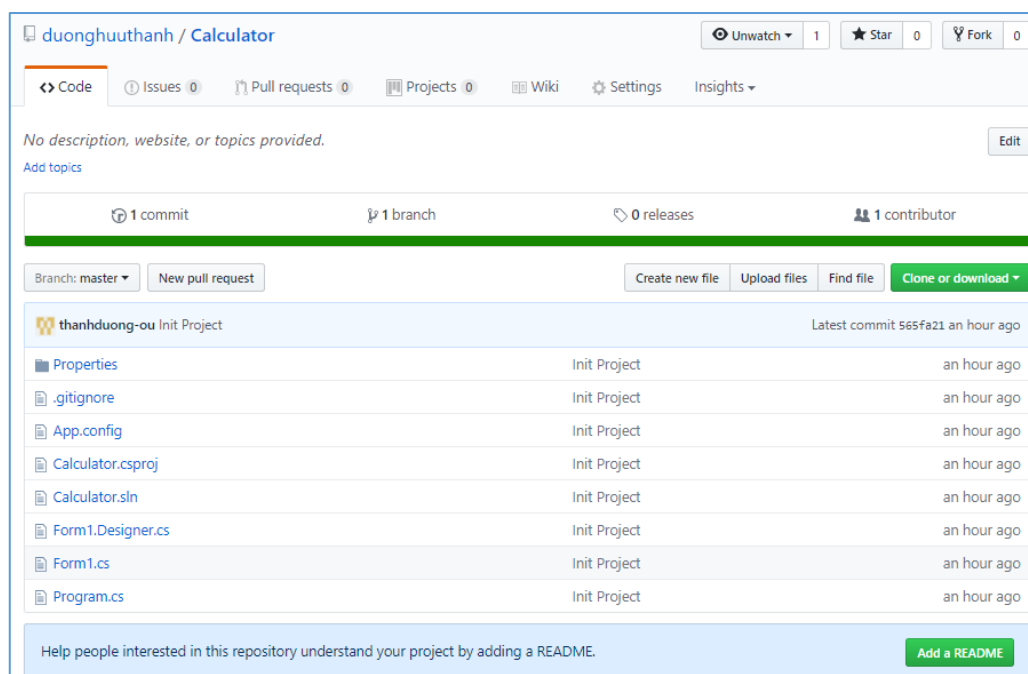 duonghuuthanh / Calculator Unwatch 1 Star 0 Fork 0
Code Issues 0 Pull requests 0 Projects 0 Wiki Settings Insights
No description, website, or topics provided. Edit
Add topics
1 commit 1 branch 0 releases 1 contributor
Branch: master New pull request Create new file Upload files Find file Clone or download
thanhduong-ou Init Project Latest commit 565fa21 an hour ago
Properties Init Project an hour ago
.gitignore Init Project an hour ago
App.config Init Project an hour ago
Calculator.csproj Init Project an hour ago
Calculator.sln Init Project an hour ago
Form1.Designer.cs Init Project an hour ago
Form1.cs Init Project an hour ago
Program.cs Init Project an hour ago
Help people interested in this repository understand your project by adding a README. Add a README